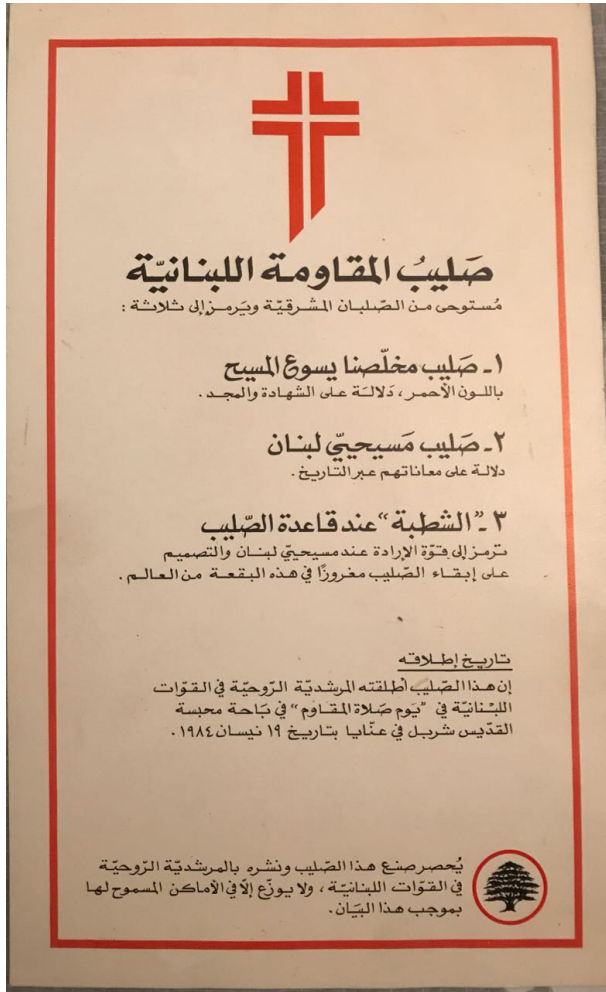 صَليبُ المقاومة اللبنانيّة
مُستوحى من الصّلبان المشرقيّة ويَرمز إلى ثلاثة :
١ـ صَليب مخلّصنا يسوع المسيح
باللون الأحمر ، دَلالـَة على الشهادة والمجد .
٢ـ صَليب مَسيحيّي لبنان
دلالة على معاناتهم عبر التاريخ .
٣ـ "الشطبة" عند قاعدة الصّليب
ترمز إلى قوّة الإرادة عند مسيحيّي لبنان والتصميم
على إبقاء الصّليب مغروزًا في هذه البقعة من العالم .
تاريخ إطلاقه
إن هذا الصّليب أطلقته المرشديّة الرّوحيّة في القوّات
اللبنانيّة في "يَوم صَلاة المقاوم" في بَاحة محبسة
القدّيس شربل في عنّايا بتاريخ ١٩ نيسان ١٩٨٤ .
يُحصر صنع هذا الصّليب ونشره بالمرشديّة الرّوحيّة
في القوات اللبنانيّة ، ولا يوزّع إلاّ في الأماكن المسموح لها
بموجب هذا البيَان .